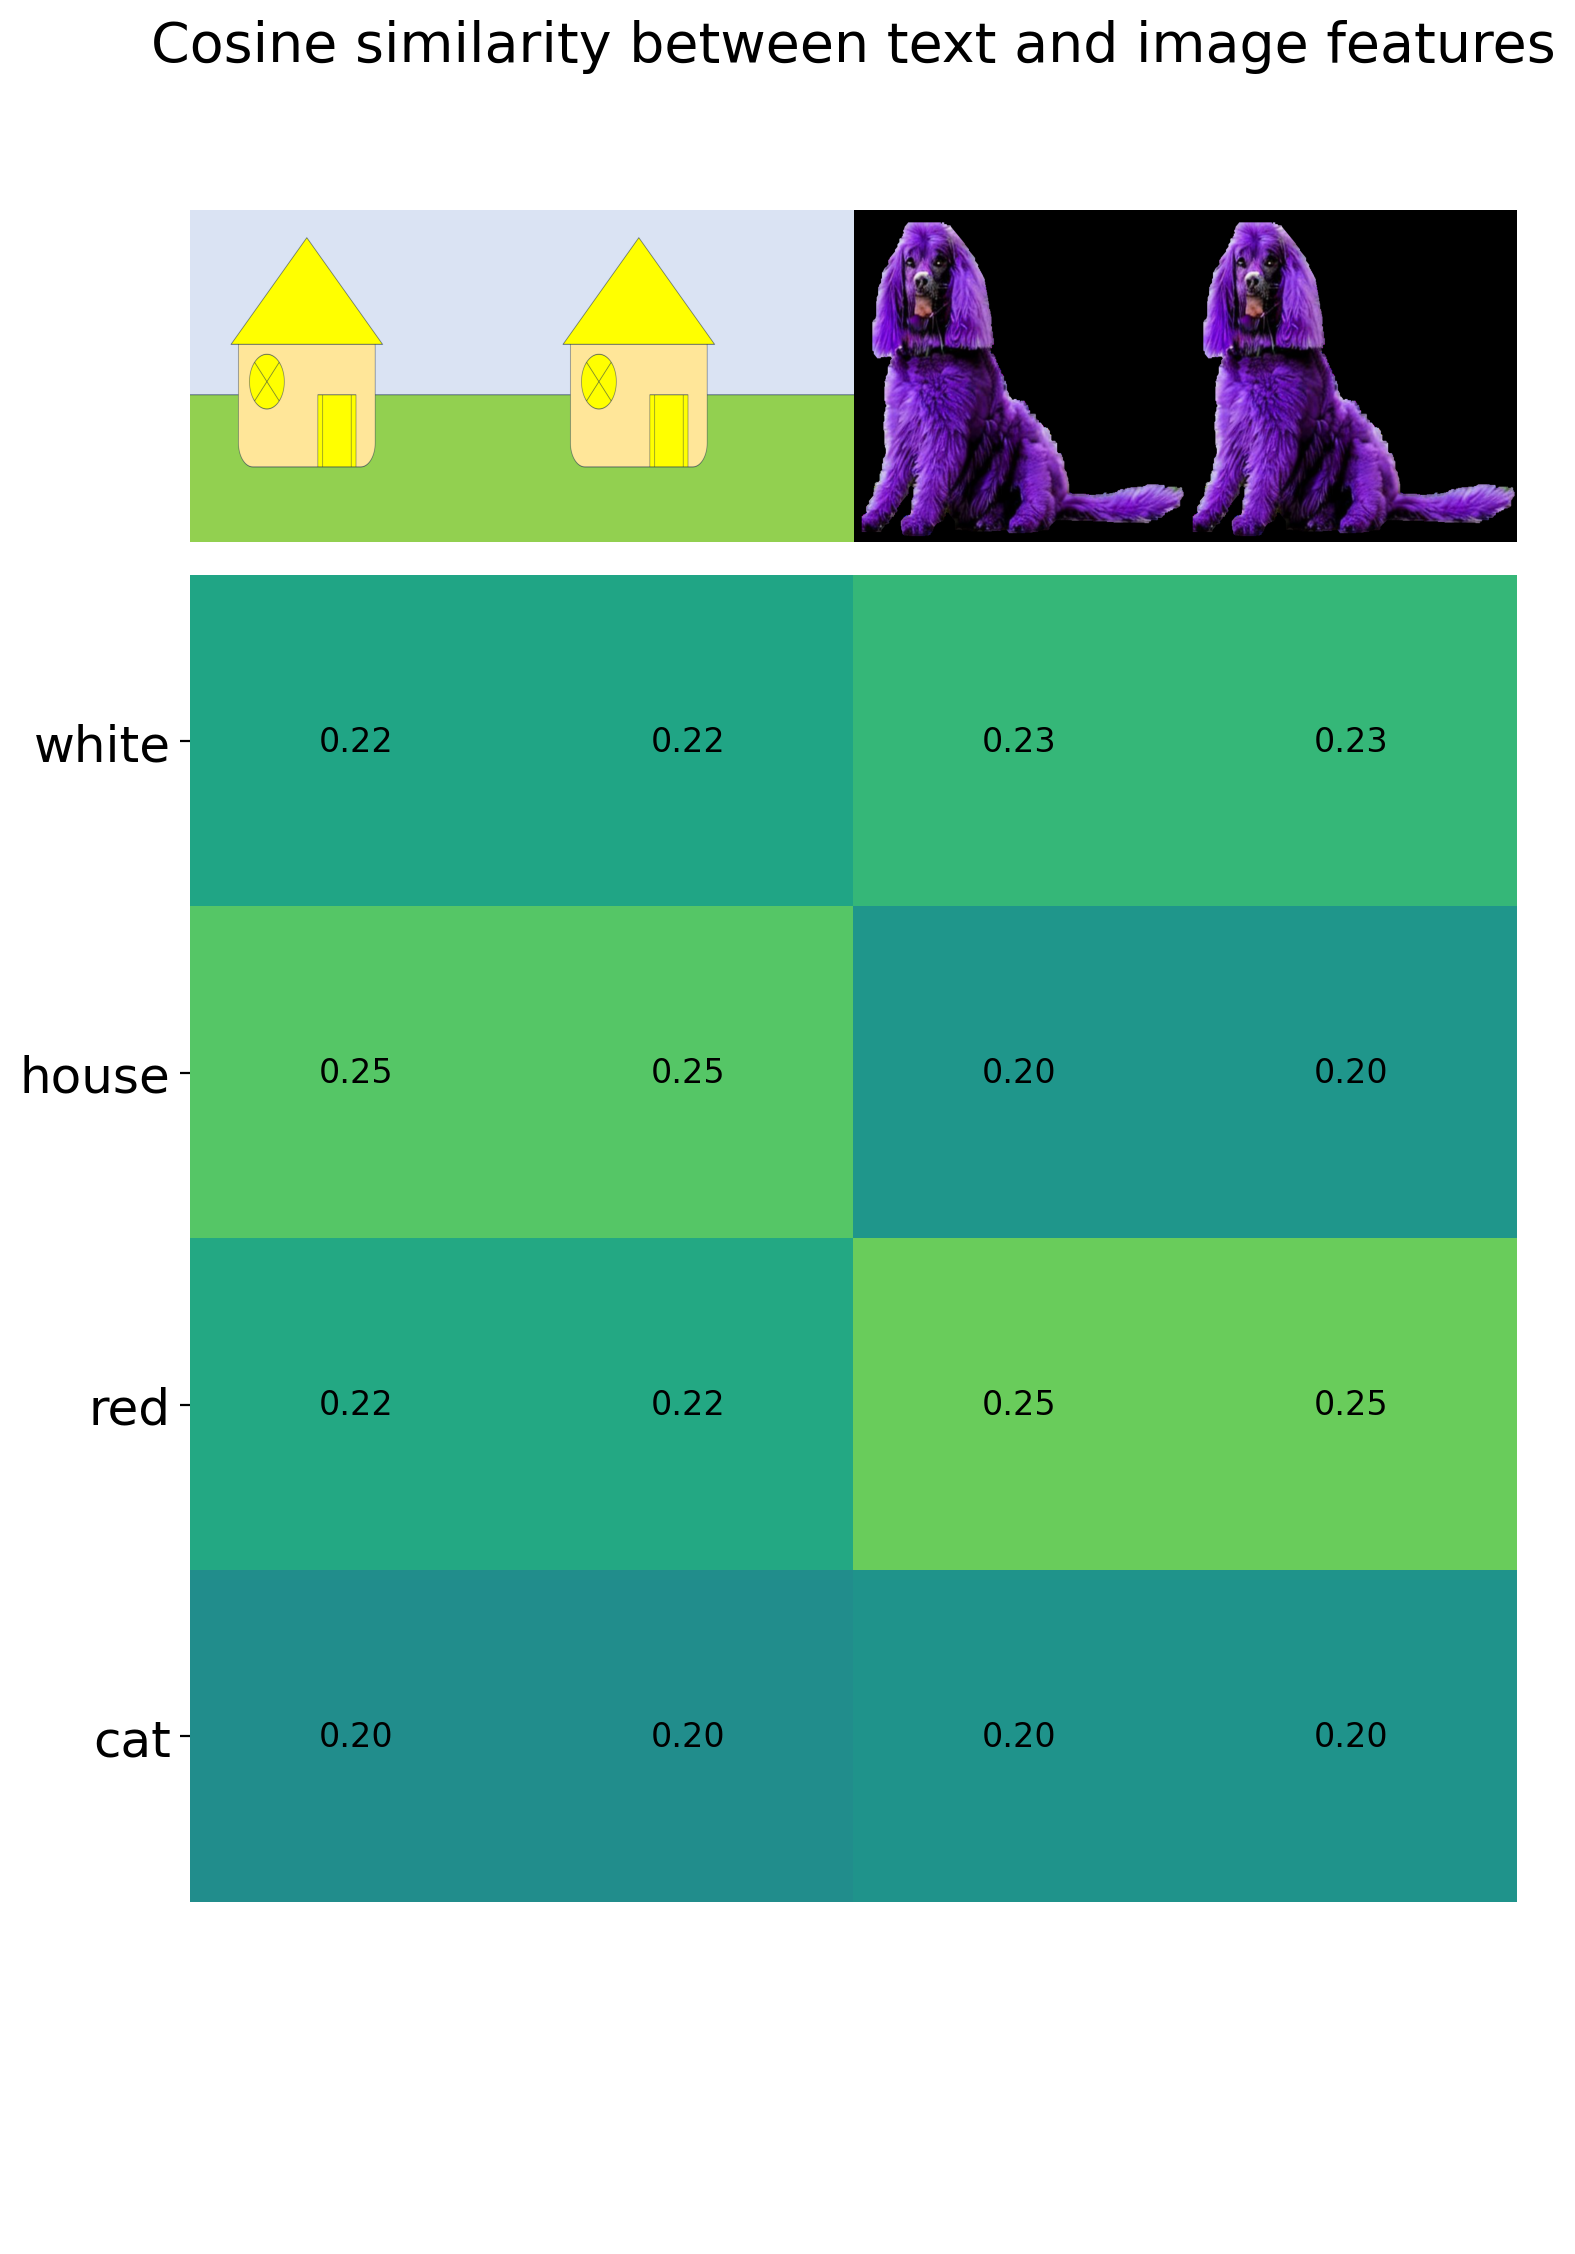 Cosine similarity between text and image features
white 0.22 0.22 0.23 0.23
house 0.25 0.25 0.20 0.20
red 0.22 0.22 0.25 0.25
cat 0.20 0.20 0.20 0.20